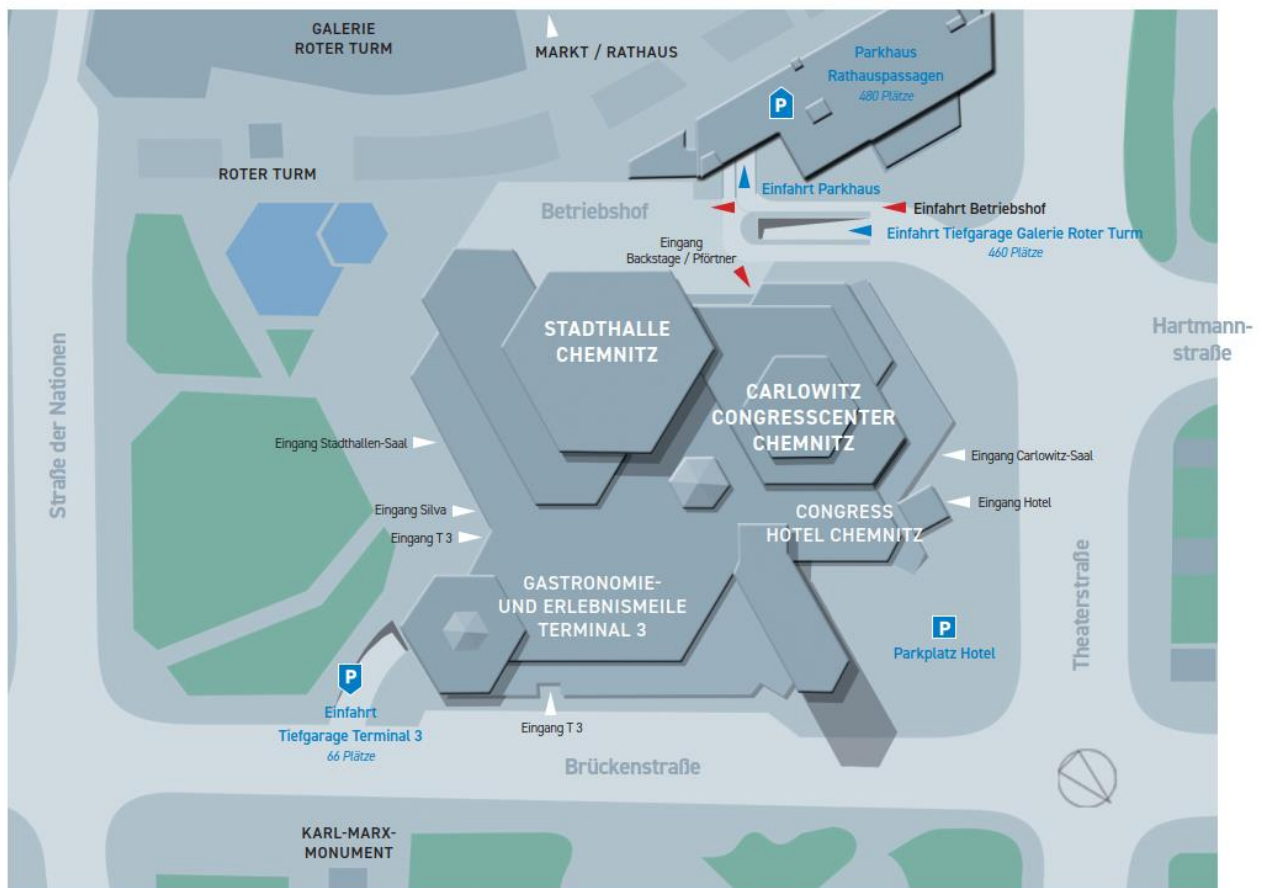 GALERIE
ROTER TURM
MARKT / RATHAUS
Parkhaus
Rathauspassagen
480 Plätze
P
ROTER TURM
Einfahrt Parkhaus
Betriebshof
Einfahrt Betriebshof
Einfahrt Tiefgarage Galerie Roter Turm
460 Plätze
Eingang
Backstage / Pförtner
STADTHALLE
CHEMNITZ
Hartmann-
straße
Straße der Nationen
CARLOWITZ
CONGRESSCENTER
CHEMNITZ
Eingang Stadthallen-Saal
Eingang Carlowitz-Saal
Eingang Silva
Eingang Hotel
CONGRESS
HOTEL CHEMNITZ
Eingang T 3
GASTRONOMIE-
UND ERLEBNISMEILE
TERMINAL 3
Theaterstraße
P
Parkplatz Hotel
P
Einfahrt
Tiefgarage Terminal 3
66 Plätze
Eingang T 3
Brückenstraße
KARL-MARX-
MONUMENT